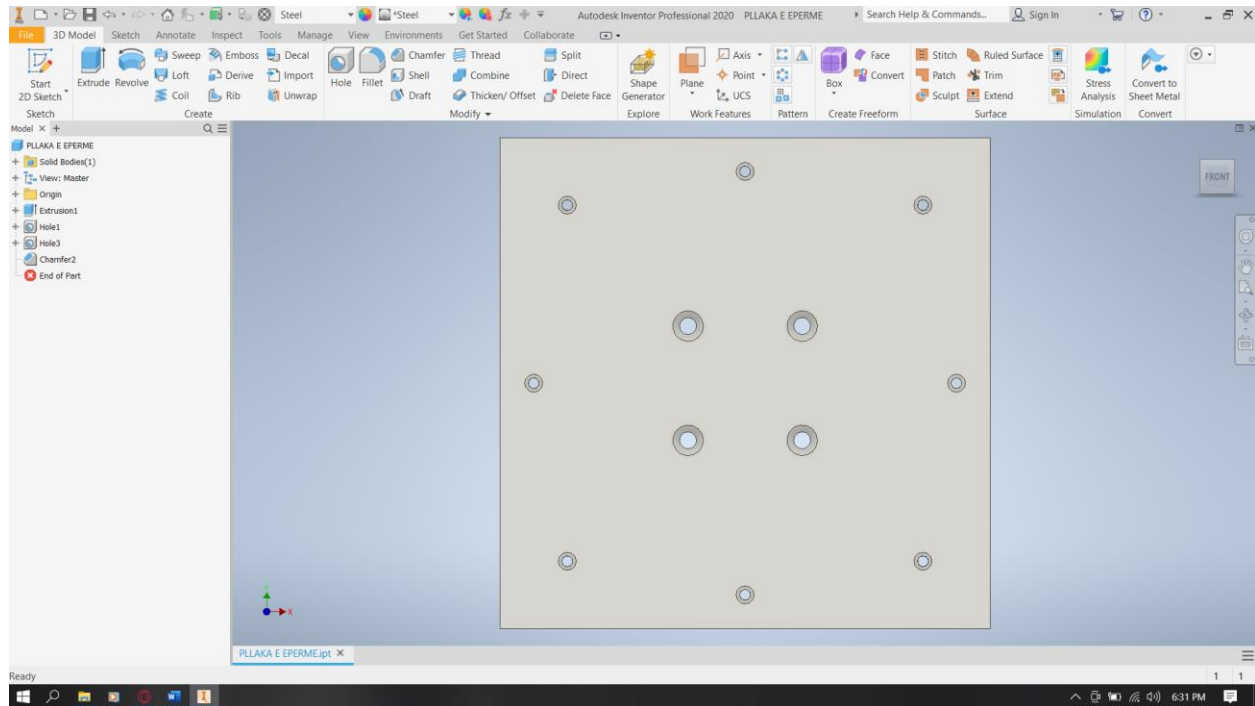 Steel
*Steel
fx
Autodesk Inventor Professional 2020 PLLAKA E EPERME
Search Help & Commands...
Sign In
File 3D Model Sketch Annotate Inspect Tools Manage View Environments Get Started Collaborate
Start
2D Sketch
Extrude
Revolve
Sweep
Loft
Coil
Emboss
Derive
Rib
Decal
Import
Unwrap
Hole
Fillet
Chamfer
Shell
Draft
Thread
Combine
Thicken/ Offset
Split
Direct
Delete Face
Shape
Generator
Plane
Axis
Point
UCS
Box
Face
Convert
Stitch
Patch
Sculpt
Ruled Surface
Trim
Extend
Stress
Analysis
Convert to
Sheet Metal
Sketch
Create
Modify
Explore
Work Features
Pattern
Create Freeform
Surface
Simulation
Convert
Model × +
PLLAKA E EPERME
Solid Bodies(1)
View: Master
Origin
Extrusion1
Hole1
Hole3
Chamfer2
End of Part
FRONT
Y
X
PLLAKA E EPERME.ipt ×
Ready
1 1
6:31 PM